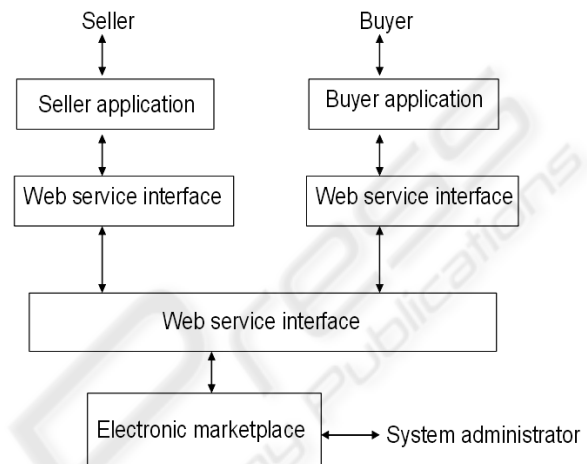 Seller
Buyer
Seller application
Buyer application
Web service interface
Web service interface
Web service interface
Electronic marketplace
System administrator